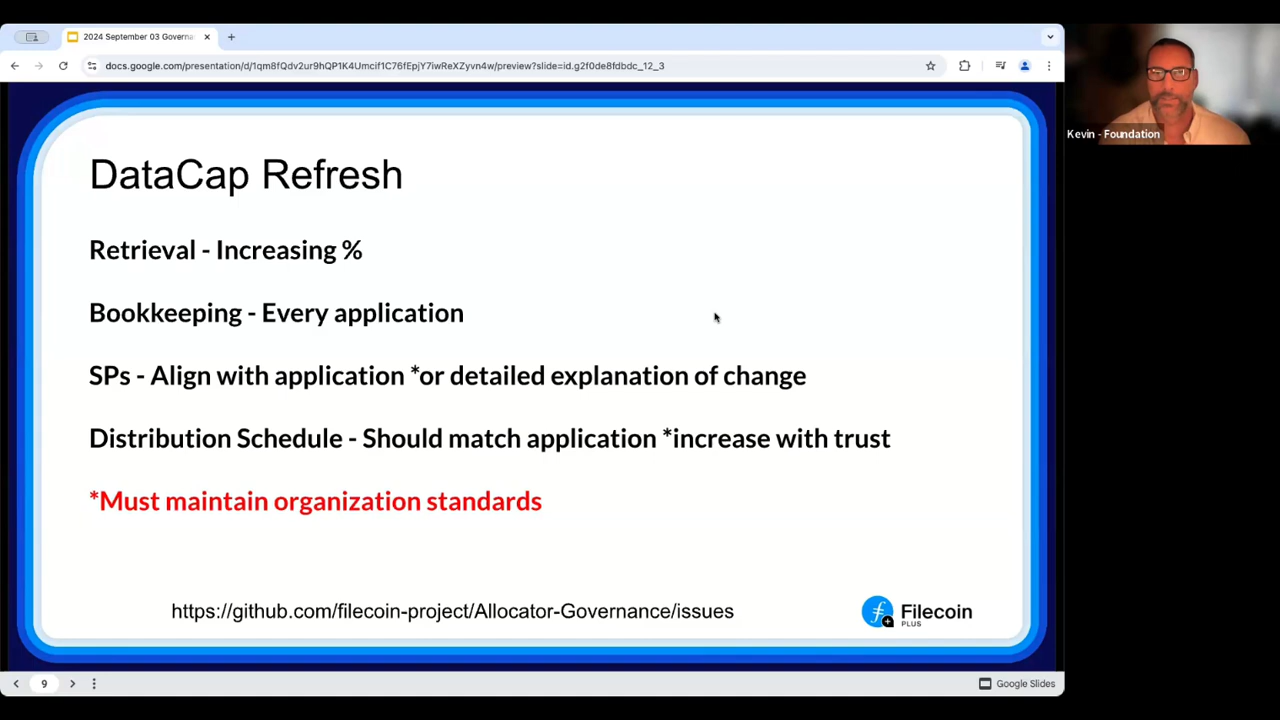 2024 September 03 Governa
docs.google.com/presentation/d/1qm8fQdv2ur9hQP1K4Umcif1C76fEpjY7iwReXZyvn4w/preview?slide=id.g2f0de8fdbdc_12_3
Kevin - Foundation
DataCap Refresh
Retrieval - Increasing %
Bookkeeping - Every application
SPs - Align with application *or detailed explanation of change
Distribution Schedule - Should match application *increase with trust
*Must maintain organization standards
https://github.com/filecoin-project/Allocator-Governance/issues
Filecoin
PLUS
9
Google Slides